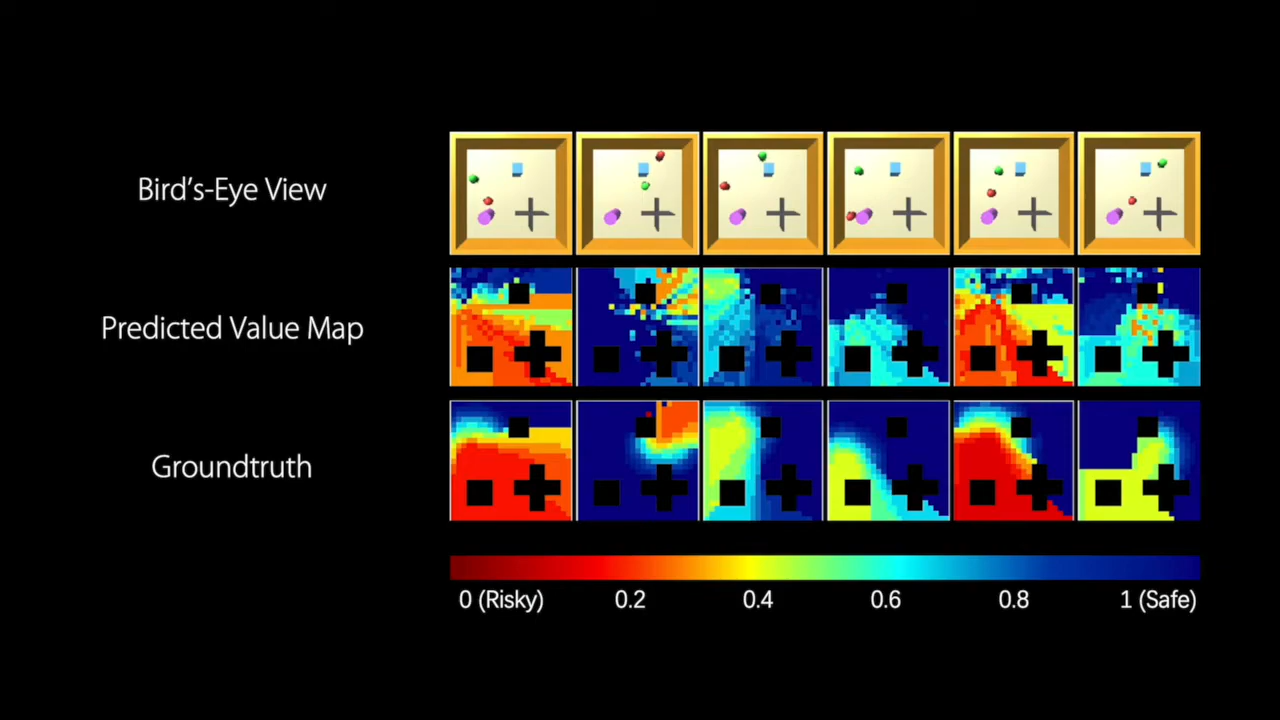 Bird's-Eye View
Predicted Value Map
Groundtruth
0 (Risky) 0.2 0.4 0.6 0.8 1 (Safe)